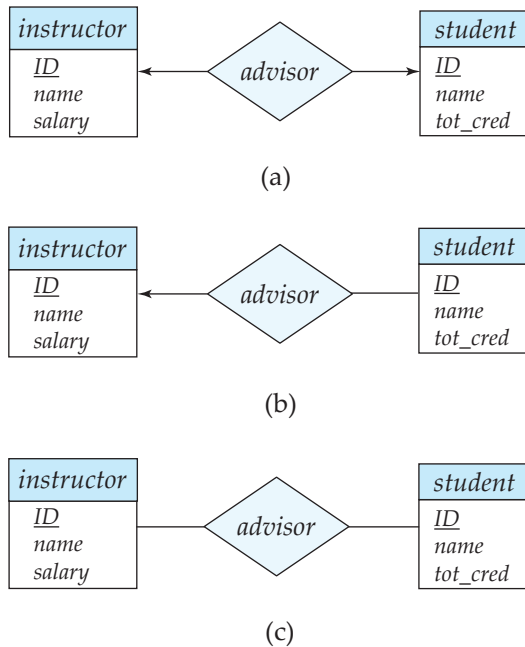 instructor
ID
name
salary
advisor
student
ID
name
tot_cred
(a)
instructor
ID
name
salary
advisor
student
ID
name
tot_cred
(b)
instructor
ID
name
salary
advisor
student
ID
name
tot_cred
(c)